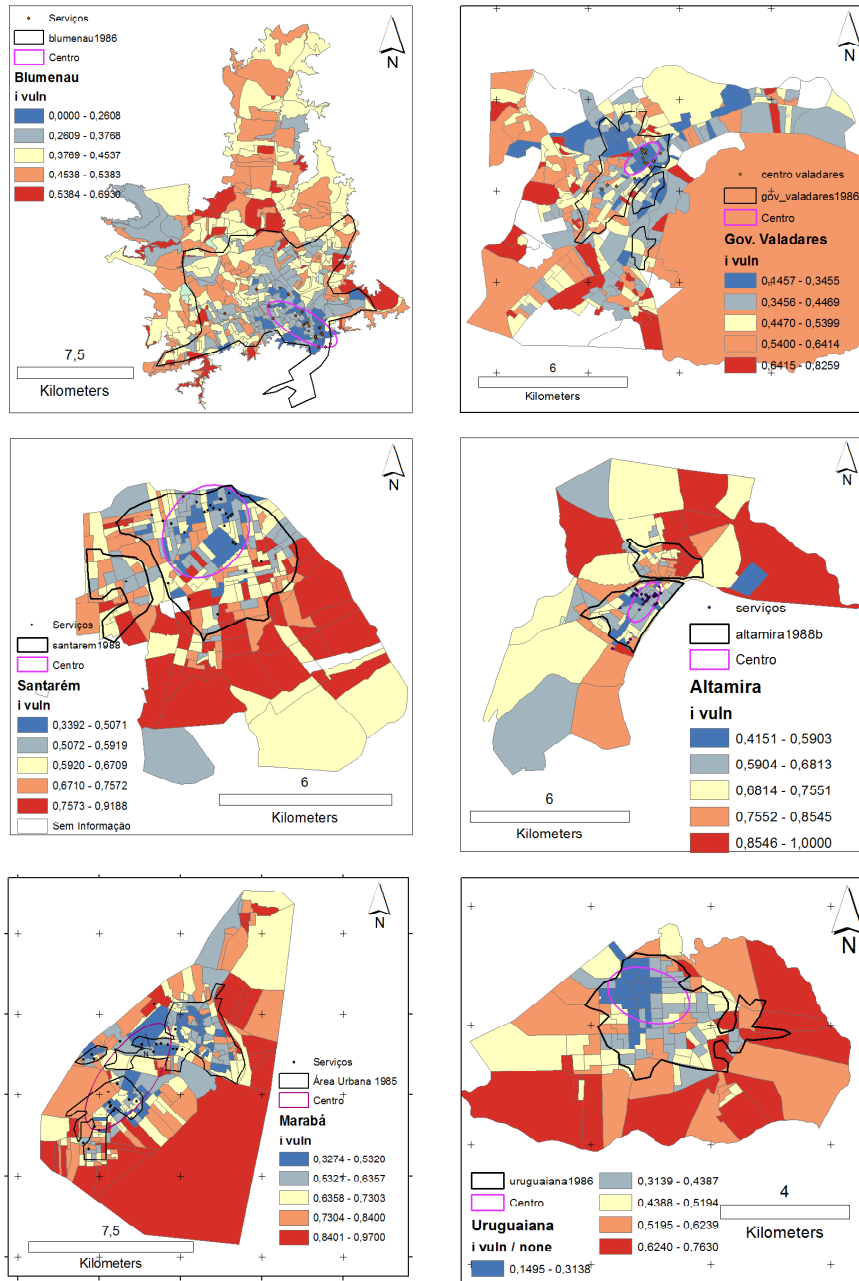 Serviços
blumenau1986
Centro
Blumenau
i vuln
0,0000 - 0,2608
0,2609 - 0,3768
0,3769 - 0,4537
0,4538 - 0,5383
0,5384 - 0,6930
7,5
Kilometers
N
N
centro valadares
gov_valadares1986
Centro
Gov. Valadares
i vuln
0,1457 - 0,3455
0,3456 - 0,4469
0,4470 - 0,5399
0,5400 - 0,6414
0,6415 - 0,8259
6
Kilometers
N
Serviços
santarem1988
Centro
Santarém
i vuln
0,3392 - 0,5071
0,5072 - 0,5919
0,5920 - 0,6709
0,6710 - 0,7572
0,7573 - 0,9188
Sem Informação
6
Kilometers
N
serviços
altamira1988b
Centro
Altamira
i vuln
0,4151 - 0,5903
0,5904 - 0,6813
0,6814 - 0,7551
0,7552 - 0,8545
0,8546 - 1,0000
6
Kilometers
N
Serviços
Área Urbana 1985
Centro
Marabá
i vuln
0,3274 - 0,5320
0,5321 - 0,6357
0,6358 - 0,7303
0,7304 - 0,8400
0,8401 - 0,9700
7,5
Kilometers
N
uruguaiana1986
Centro
Uruguaiana
i vuln / none
0,1495 - 0,3138
0,3139 - 0,4387
0,4388 - 0,5194
0,5195 - 0,6239
0,6240 - 0,7630
4
Kilometers